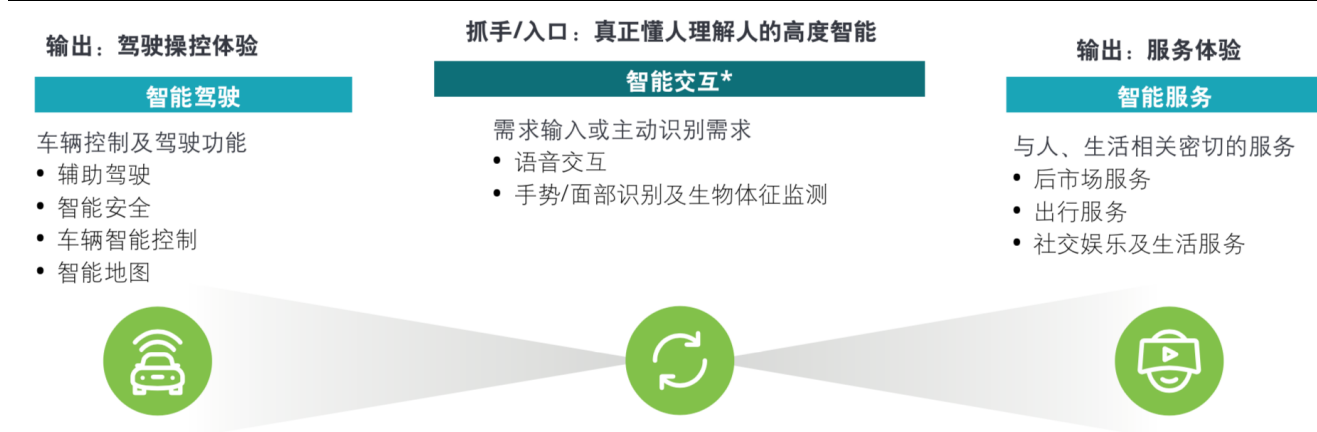 输出：驾驶操控体验
智能驾驶
车辆控制及驾驶功能
• 辅助驾驶
• 智能安全
• 车辆智能控制
• 智能地图
抓手/入口：真正懂人理解人的高度智能
智能交互*
需求输入或主动识别需求
• 语音交互
• 手势/面部识别及生物体征监测
输出：服务体验
智能服务
与人、生活相关密切的服务
• 后市场服务
• 出行服务
• 社交娱乐及生活服务